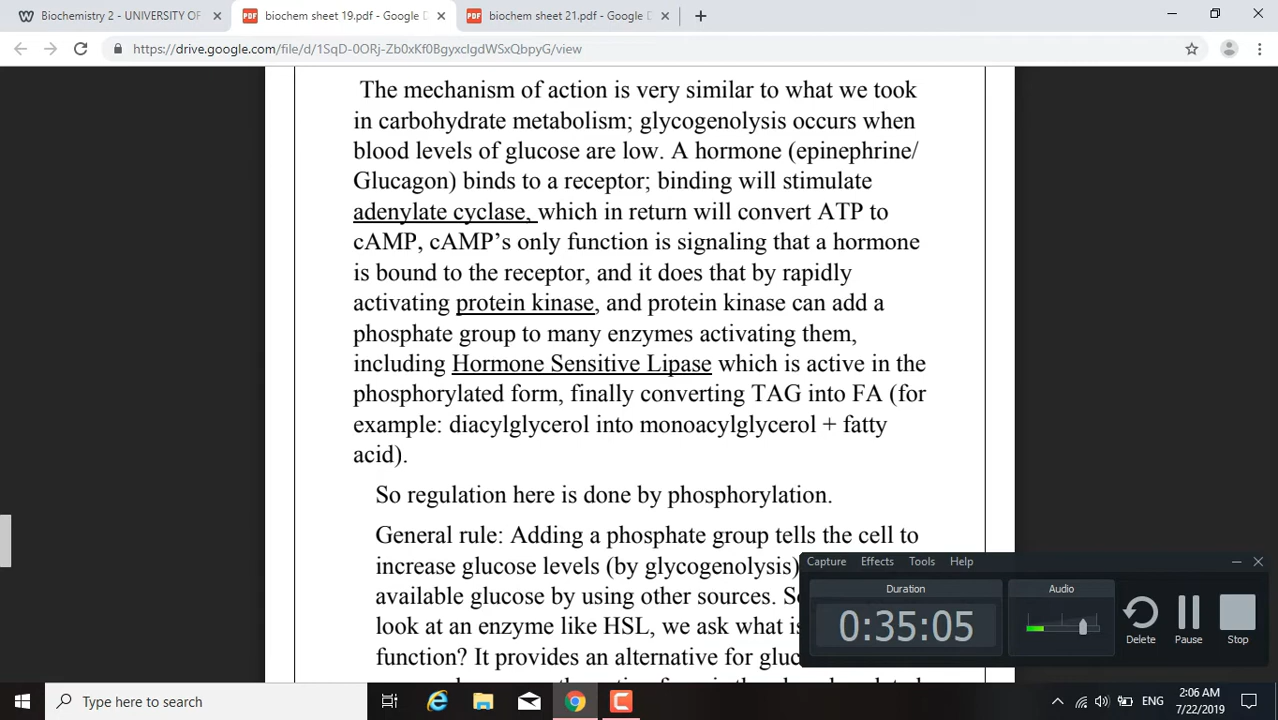 Biochemistry 2 - UNIVERSITY OF
biochem sheet 19.pdf - Google D
biochem sheet 21.pdf - Google D
https://drive.google.com/file/d/1SqD-0ORj-Zb0xKf0BgyxclgdWSxQbpyG/view
The mechanism of action is very similar to what we took
in carbohydrate metabolism; glycogenolysis occurs when
blood levels of glucose are low. A hormone (epinephrine/
Glucagon) binds to a receptor; binding will stimulate
adenylate cyclase, which in return will convert ATP to
cAMP, cAMP’s only function is signaling that a hormone
is bound to the receptor, and it does that by rapidly
activating protein kinase, and protein kinase can add a
phosphate group to many enzymes activating them,
including Hormone Sensitive Lipase which is active in the
phosphorylated form, finally converting TAG into FA (for
example: diacylglycerol into monoacylglycerol + fatty
acid).
So regulation here is done by phosphorylation.
General rule: Adding a phosphate group tells the cell to
increase glucose levels (by glycogenolysis)
available glucose by using other sources.
look at an enzyme like HSL, we ask what is
function? It provides an alternative for
Capture Effects Tools Help
Duration
Audio
0:35:05
Delete
Pause
Stop
Type here to search
ENG
2:06 AM
7/22/2019